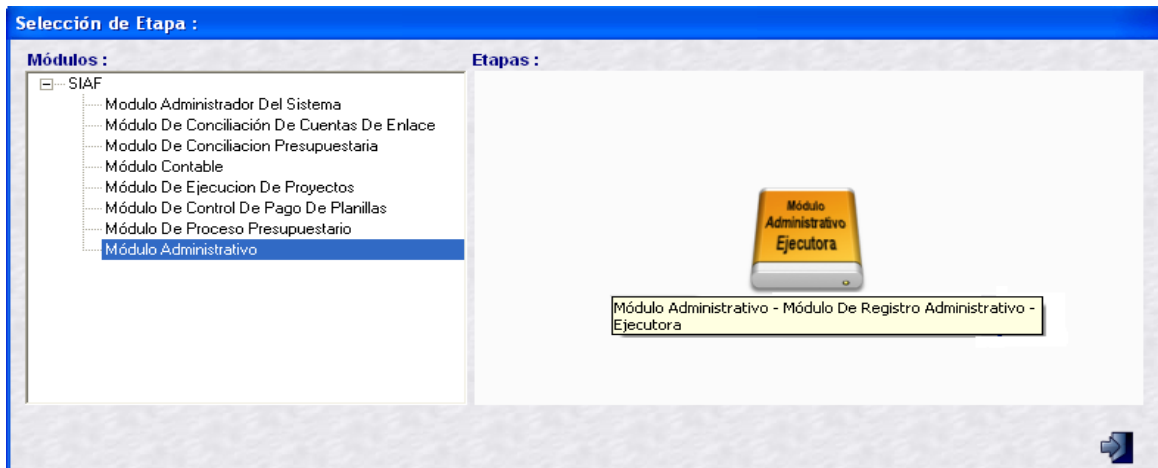 Selección de Etapa :
Módulos :
Etapas :
SIAF
Modulo Administrador Del Sistema
Módulo De Conciliación De Cuentas De Enlace
Modulo De Conciliacion Presupuestaria
Módulo Contable
Módulo De Ejecucion De Proyectos
Módulo De Control De Pago De Planillas
Módulo De Proceso Presupuestario
Módulo Administrativo
Módulo
Administrativo
Ejecutora
Módulo Administrativo - Módulo De Registro Administrativo -
Ejecutora